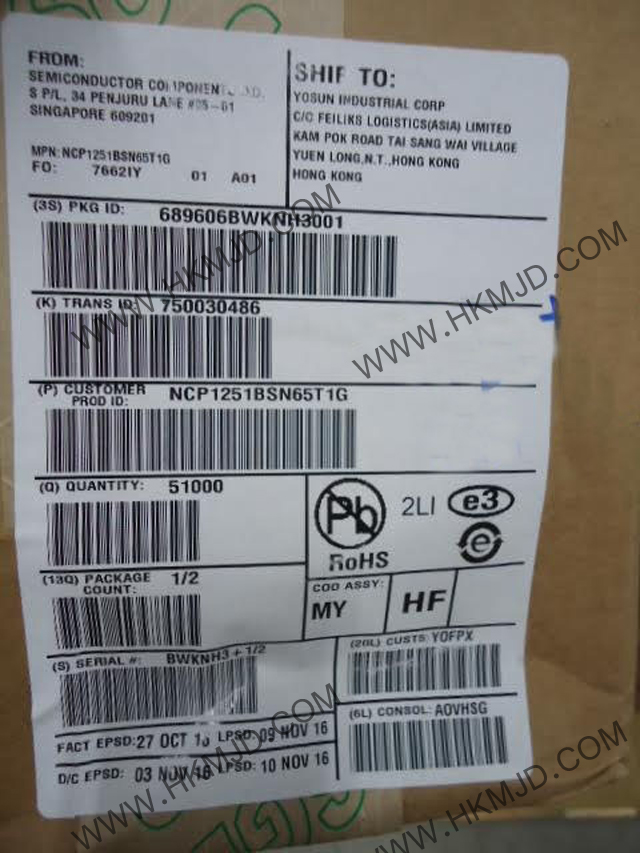 FROM:
SEMICONDUCTOR
S P/L, 34 PENJURU LANE #05-01
SINGAPORE 609201
MPN: NCP1251BSN65T1G
FO: 7662IY 01 A01
SHIP TO:
YOSUN INDUSTRIAL CORP
C/O FEILIKS LOGISTICS(ASIA) LIMITED
KAM POK ROAD TAI SANG WAI VILLAGE
YUEN LONG,N.T.,HONG KONG
HONG KONG
(3S) PKG ID: 689606BWKNH3001
(K) TRANS ID: 750030486
(P) CUSTOMER PROD ID: NCP1251BSN65T1G
(Q) QUANTITY: 51000
Pb
RoHS
2LI
e3
e
(13Q) PACKAGE COUNT: 1/2
COO ASSY:
MY
HF
(S) SERIAL #: BWKNH3 + 1/2
(20L) CUSTS: YOFPX
(6L) CONSOL: AOVHSG
FACT EPSD: 27 OCT 16 LPSD: 09 NOV 16
D/C EPSD: 03 NOV 16 LPSD: 10 NOV 16
WWW.HKMJD.COM
WWW.HKMJD.COM
WWW.HKMJD.COM
WWW.HKMJD.COM